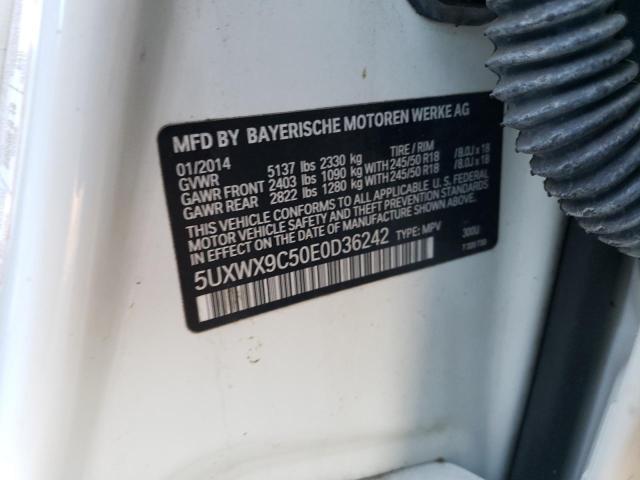 MFD BY BAYERISCHE MOTOREN WERKE AG
01/2014
GVWR 5137 lbs 2330 kg TIRE / RIM
GAWR FRONT 2403 lbs 1090 kg WITH 245/50 R18 / 8.0J x 18
GAWR REAR 2822 lbs 1280 kg WITH 245/50 R18 / 8.0J x 18
THIS VEHICLE CONFORMS TO ALL APPLICABLE U.S. FEDERAL
MOTOR VEHICLE SAFETY, BUMPER, AND THEFT PREVENTION
STANDARDS IN EFFECT ON THE DATE OF MANUFACTURE SHOWN ABOVE.
5UXWX9C50E0D36242 TYPE: MPV 300U